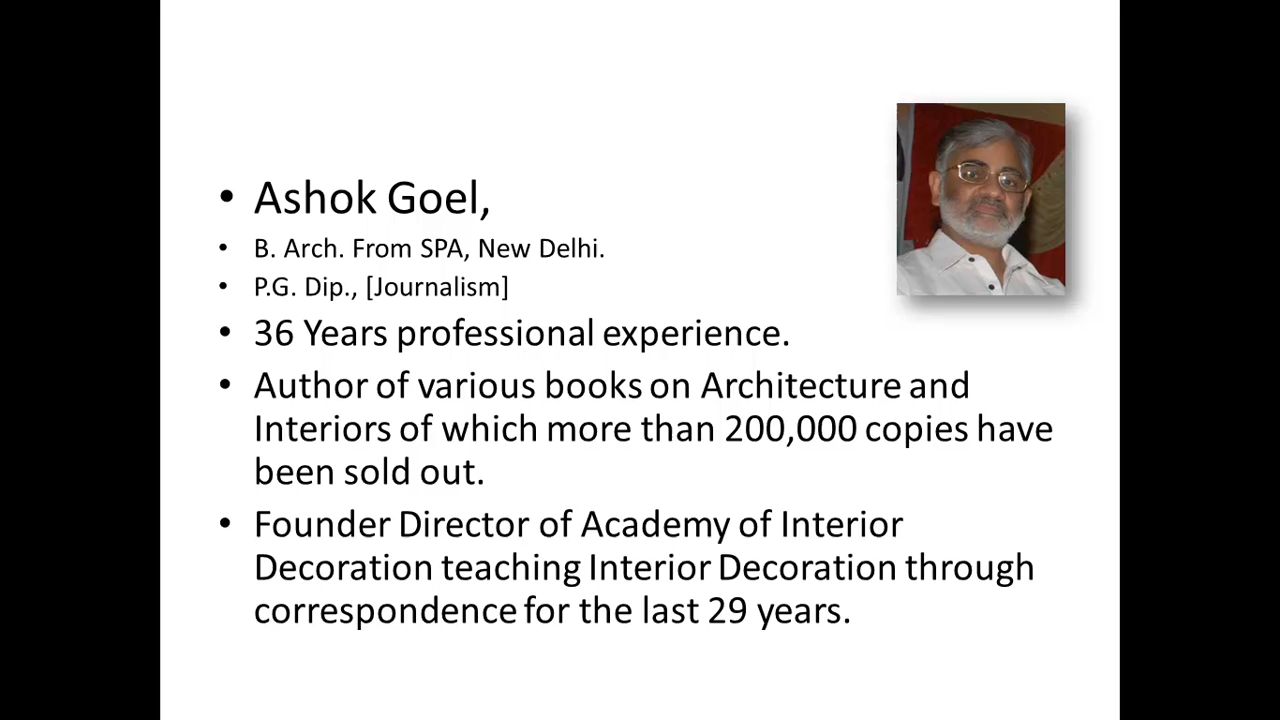 • Ashok Goel,
• B. Arch. From SPA, New Delhi.
• P.G. Dip., [Journalism]
• 36 Years professional experience.
• Author of various books on Architecture and
Interiors of which more than 200,000 copies have
been sold out.
• Founder Director of Academy of Interior
Decoration teaching Interior Decoration through
correspondence for the last 29 years.